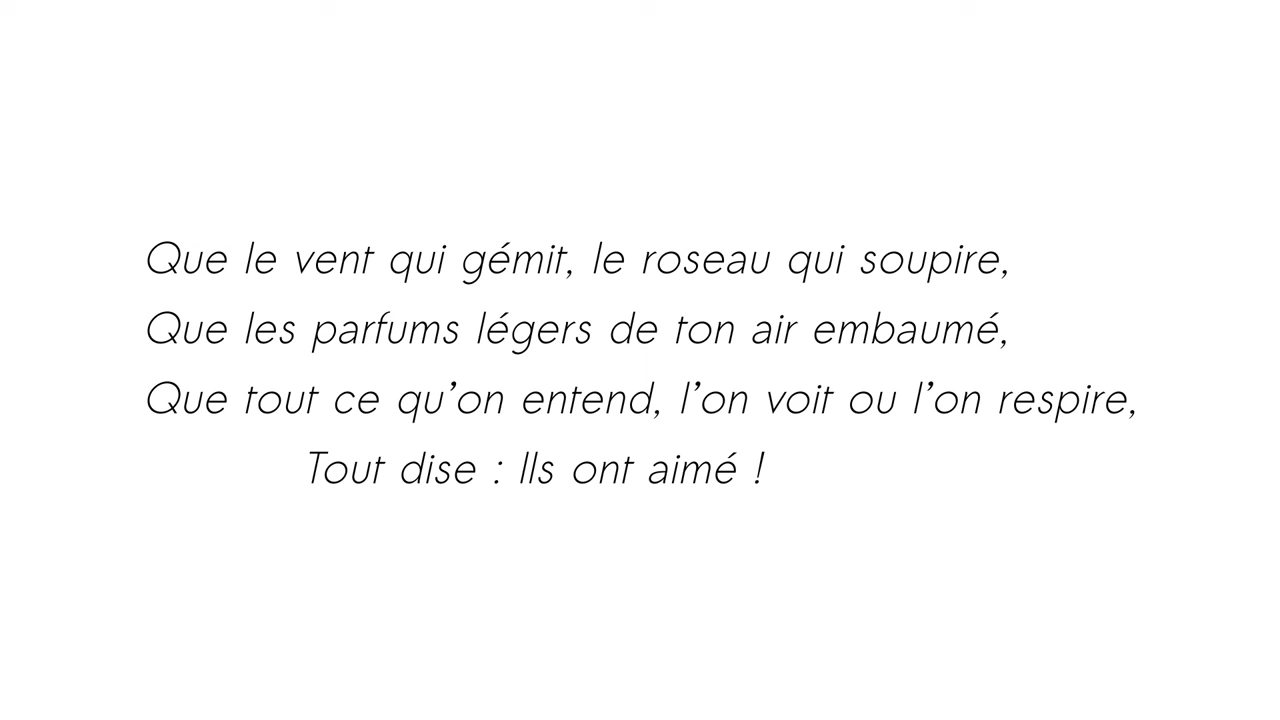 Que le vent qui gémit, le roseau qui soupire,
Que les parfums légers de ton air embaumé,
Que tout ce qu’on entend, l’on voit ou l’on respire,
Tout dise : Ils ont aimé !